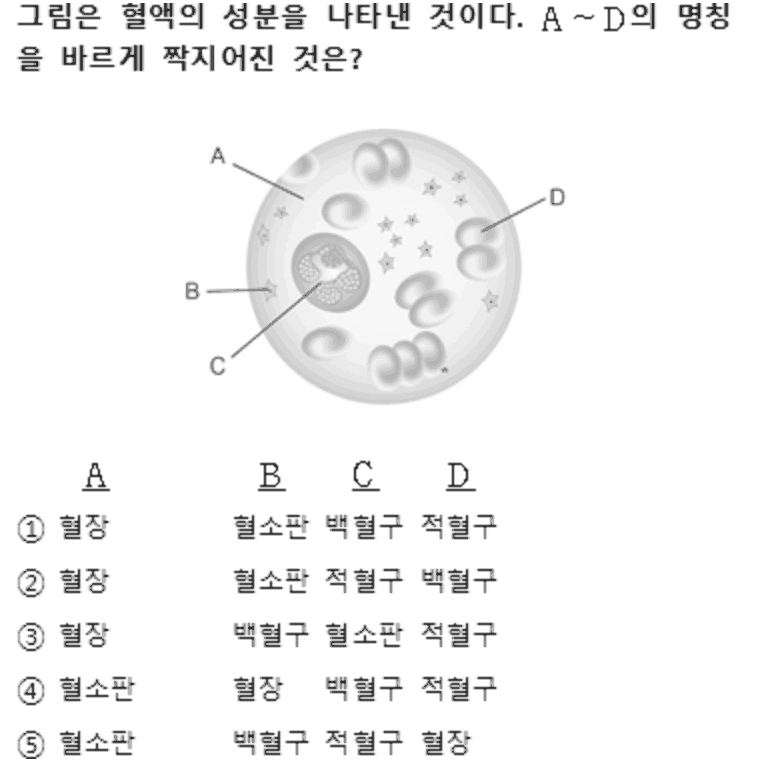 그림은 혈액의 성분을 나타낸 것이다. A ~ D의 명칭
을 바르게 짝지어진 것은?
A
D
B
C
A B C D
① 혈장 혈소판 백혈구 적혈구
② 혈장 혈소판 적혈구 백혈구
③ 혈장 백혈구 혈소판 적혈구
④ 혈소판 혈장 백혈구 적혈구
⑤ 혈소판 백혈구 적혈구 혈장